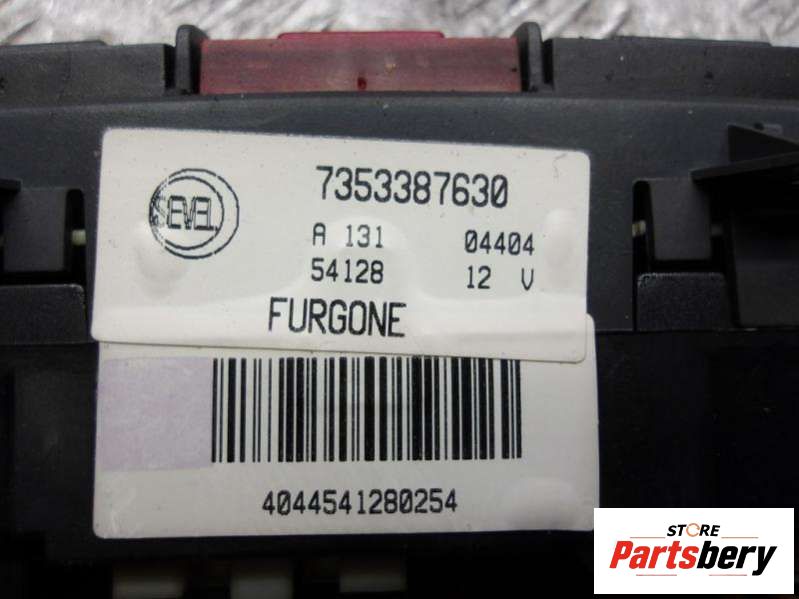 SEVEL
7353387630
A 131 04404
54128 12 V
FURGONE
4044541280254
STORE
Partsbery